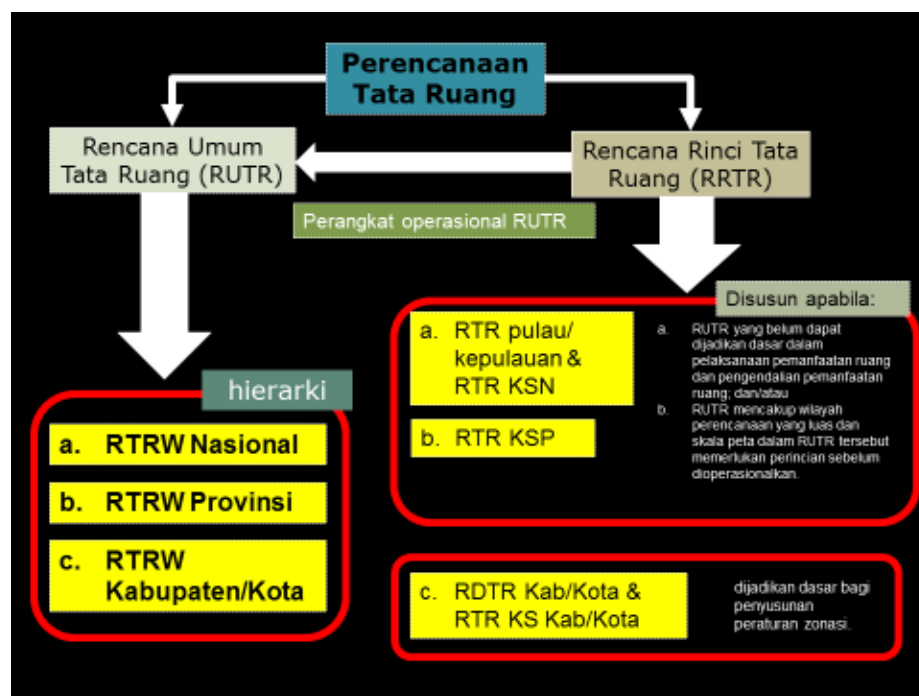 Perencanaan
Tata Ruang
Rencana Umum
Tata Ruang (RUTR)
Rencana Rinci Tata
Ruang (RRTR)
Perangkat operasional RUTR
hierarki
a. RTRW Nasional
b. RTRW Provinsi
c. RTRW
Kabupaten/Kota
Disusun apabila:
a. RTR pulau/
kepulauan &
RTR KSN
b. RTR KSP
a. RUTR yang belum dapat
dijadikan dasar dalam
pelaksanaan pemanfaatan ruang
dan pengendalian pemanfaatan
ruang; dan/atau
b. RUTR mencakup wilayah
perencanaan yang luas dan
skala peta dalam RUTR tersebut
memerlukan perincian sebelum
dioperasionalkan.
c. RDTR Kab/Kota &
RTR KS Kab/Kota
dijadikan dasar bagi
penyusunan
peraturan zonasi.